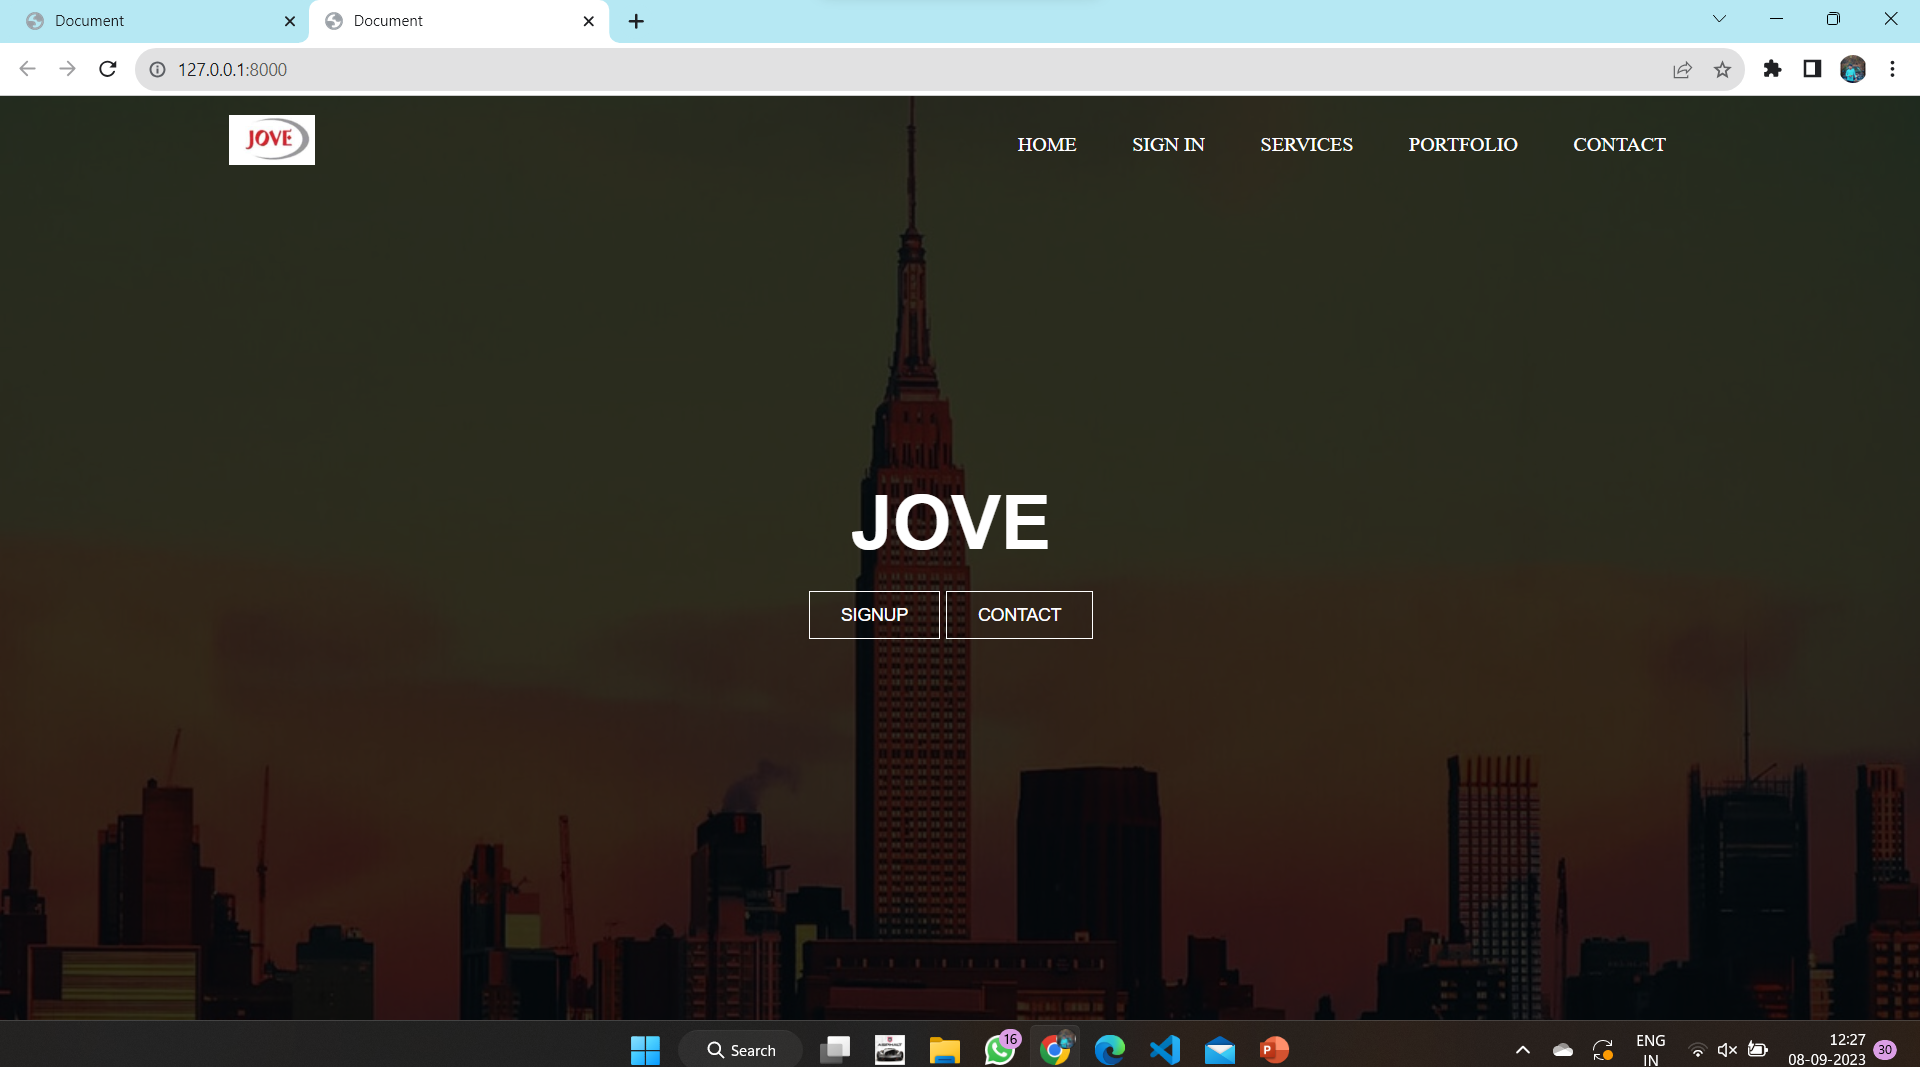 Document
Document
127.0.0.1:8000
JOVE
HOME SIGN IN SERVICES PORTFOLIO CONTACT
JOVE
SIGNUP CONTACT
Search
16
P
ENG
IN
12:27
08-09-2023
30